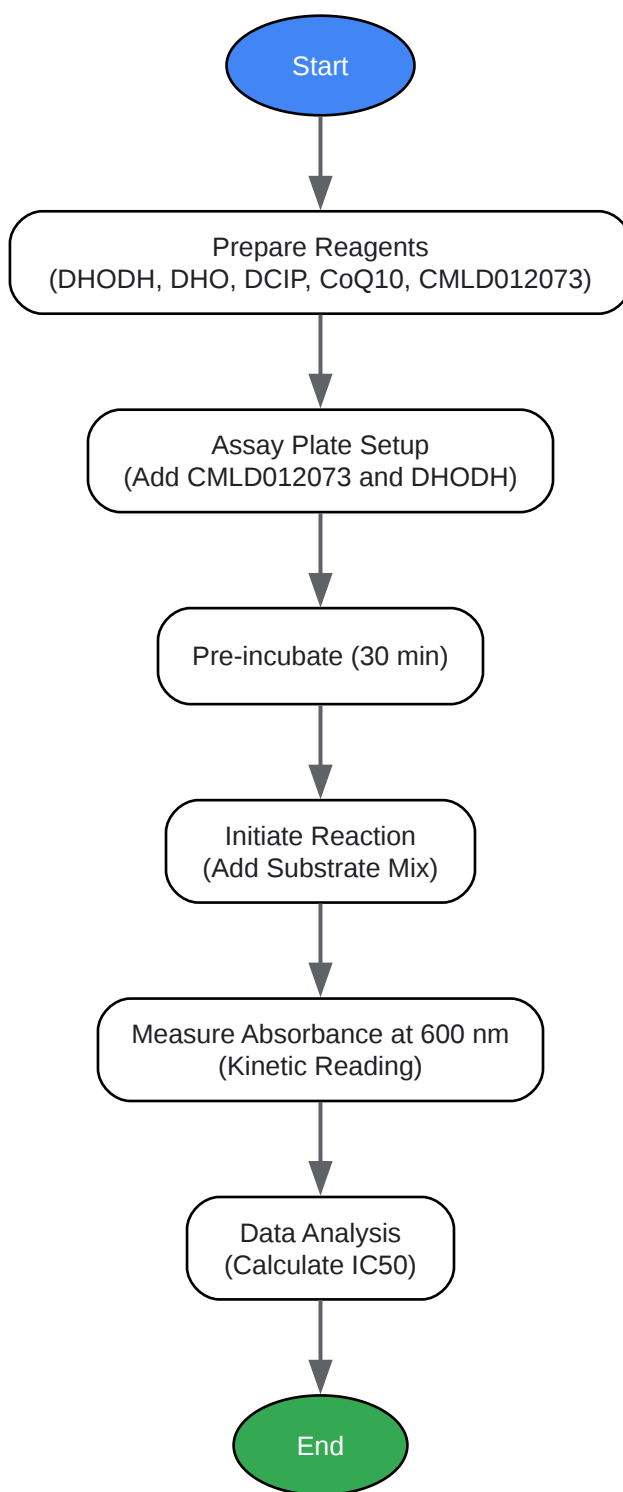 Start
Prepare Reagents
(DHODH, DHO, DCIP, CoQ10, CMLD012073)
Assay Plate Setup
(Add CMLD012073 and DHODH)
Pre-incubate (30 min)
Initiate Reaction
(Add Substrate Mix)
Measure Absorbance at 600 nm
(Kinetic Reading)
Data Analysis
(Calculate IC50)
End